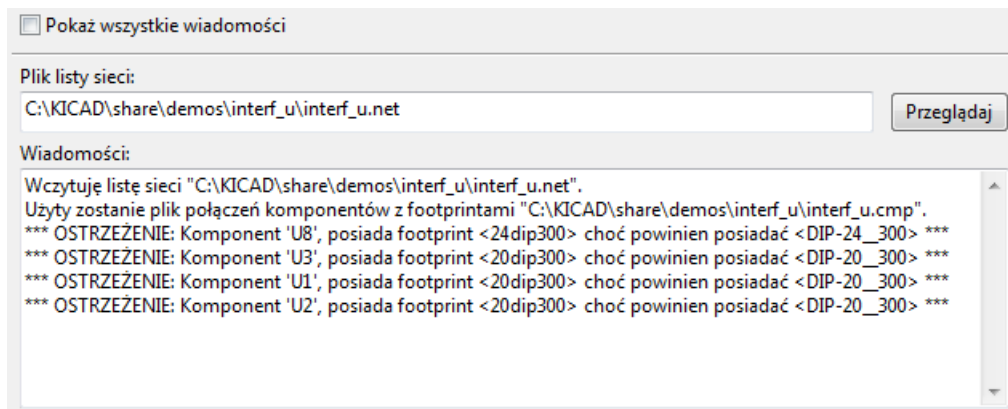 Pokaż wszystkie wiadomości
Plik listy sieci:
C:\KICAD\share\demos\interf_u\interf_u.net
Przeglądaj
Wiadomości:
Wczytuję listę sieci "C:\KICAD\share\demos\interf_u\interf_u.net".
Użyty zostanie plik połączeń komponentów z footprintami "C:\KICAD\share\demos\interf_u\interf_u.cmp".
*** OSTRZEŻENIE: Komponent 'U8', posiada footprint <24dip300> choć powinien posiadać <DIP-24__300> ***
*** OSTRZEŻENIE: Komponent 'U3', posiada footprint <20dip300> choć powinien posiadać <DIP-20__300> ***
*** OSTRZEŻENIE: Komponent 'U1', posiada footprint <20dip300> choć powinien posiadać <DIP-20__300> ***
*** OSTRZEŻENIE: Komponent 'U2', posiada footprint <20dip300> choć powinien posiadać <DIP-20__300> ***